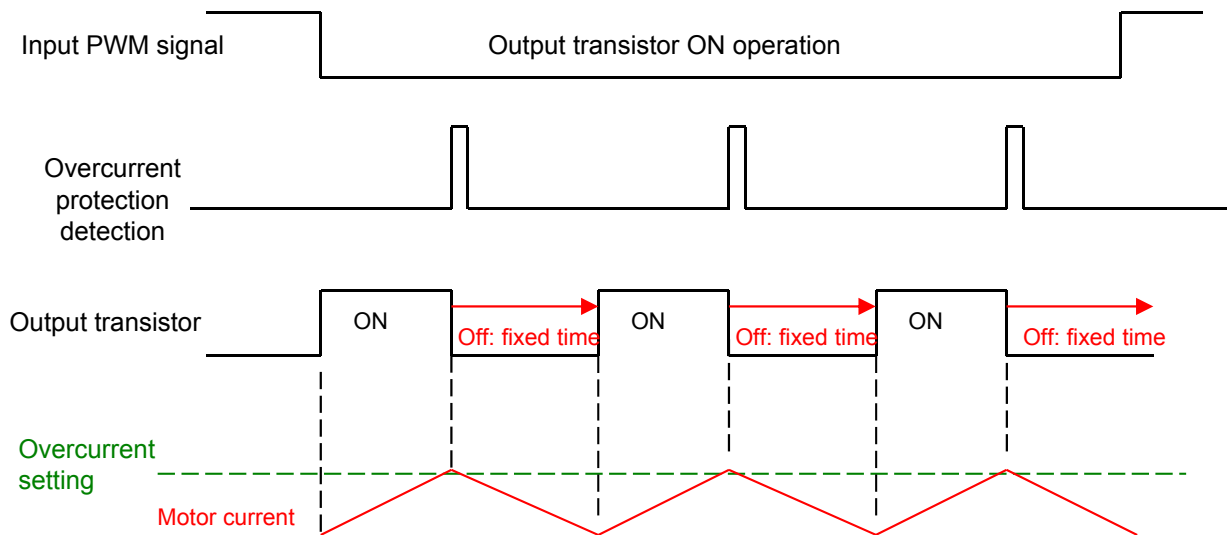 Input PWM signal
Output transistor ON operation
Overcurrent
protection
detection
Output transistor
ON
Off: fixed time
ON
Off: fixed time
ON
Off: fixed time
Overcurrent
setting
Motor current